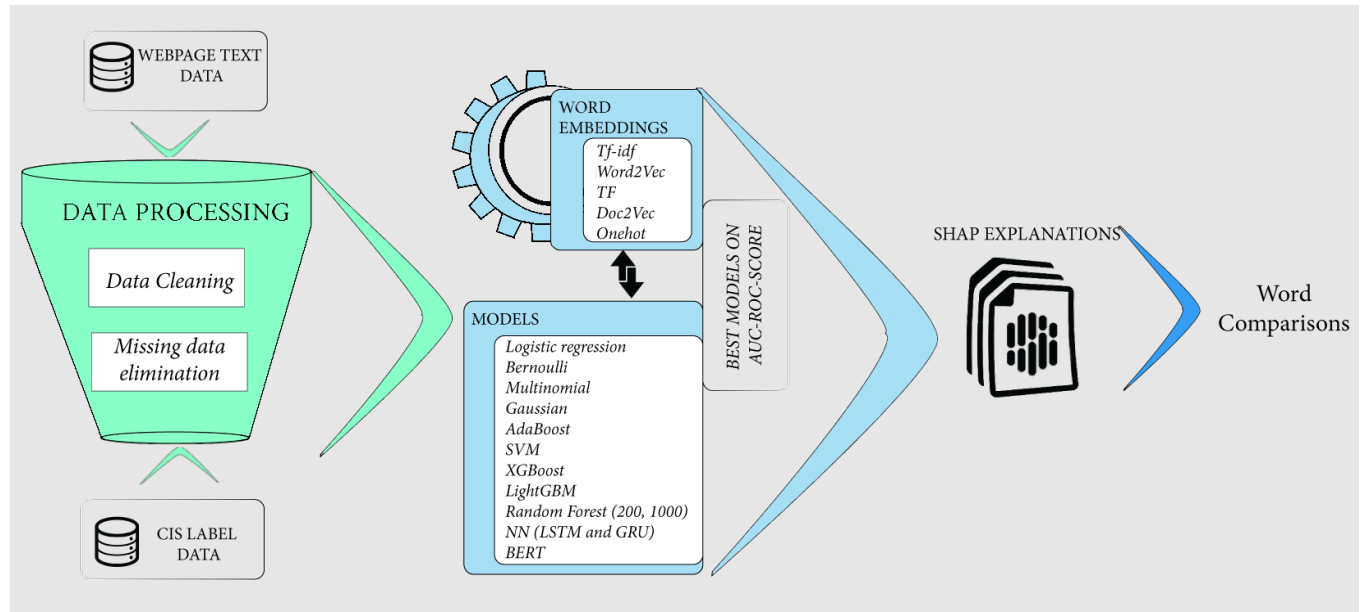 WEBPAGE TEXT
DATA
DATA PROCESSING
Data Cleaning
Missing data
elimination
CIS LABEL
DATA
WORD
EMBEDDINGS
Tf-idf
Word2Vec
TF
Doc2Vec
Onehot
MODELS
Logistic regression
Bernoulli
Multinomial
Gaussian
AdaBoost
SVM
XGBoost
LightGBM
Random Forest (200, 1000)
NN (LSTM and GRU)
BERT
BEST MODELS ON
AUC-ROC-SCORE
SHAP EXPLANATIONS
Word
Comparisons